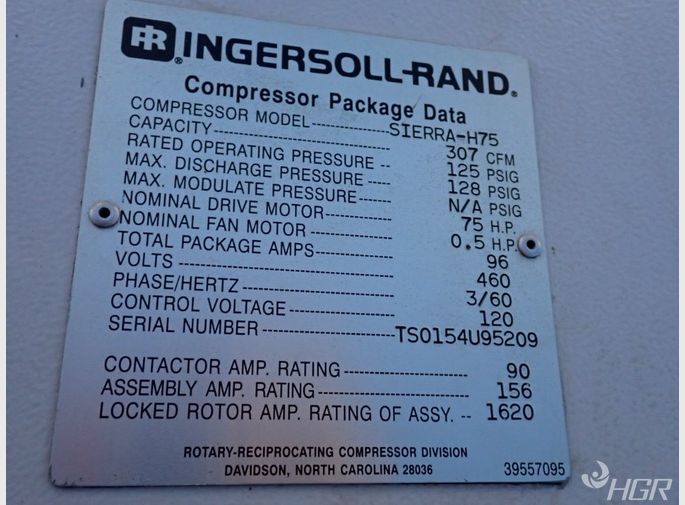 IR INGERSOLL-RAND®
Compressor Package Data
COMPRESSOR MODEL ------------ SIERRA-H75
CAPACITY ------------------------ 307 CFM
RATED OPERATING PRESSURE -- 125 PSIG
MAX. DISCHARGE PRESSURE ---- 128 PSIG
MAX. MODULATE PRESSURE ------ N/A PSIG
NOMINAL DRIVE MOTOR ----------- 75 H.P.
NOMINAL FAN MOTOR ------------- 0.5 H.P.
TOTAL PACKAGE AMPS ------------- 96
VOLTS ---------------------------- 460
PHASE/HERTZ --------------------- 3/60
CONTROL VOLTAGE --------------- 120
SERIAL NUMBER ------------------ TS0154U95209
CONTACTOR AMP. RATING ---------------- 90
ASSEMBLY AMP. RATING ---------------- 156
LOCKED ROTOR AMP. RATING OF ASSY. -- 1620
ROTARY-RECIPROCATING COMPRESSOR DIVISION
DAVIDSON, NORTH CAROLINA 28036 39557095
HGR